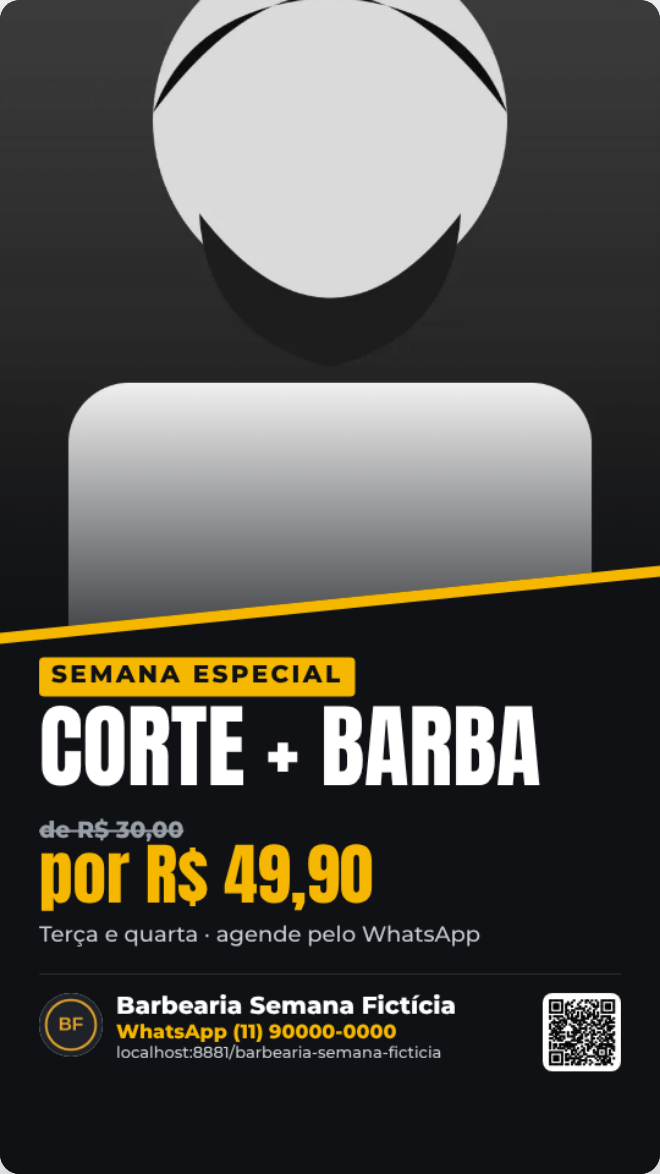 SEMANA ESPECIAL
CORTE + BARBA
de R$ 30,00
por R$ 49,90
Terça e quarta · agende pelo WhatsApp
BF
Barbearia Semana Fictícia
WhatsApp (11) 90000-0000
localhost:8881/barbearia-semana-ficticia